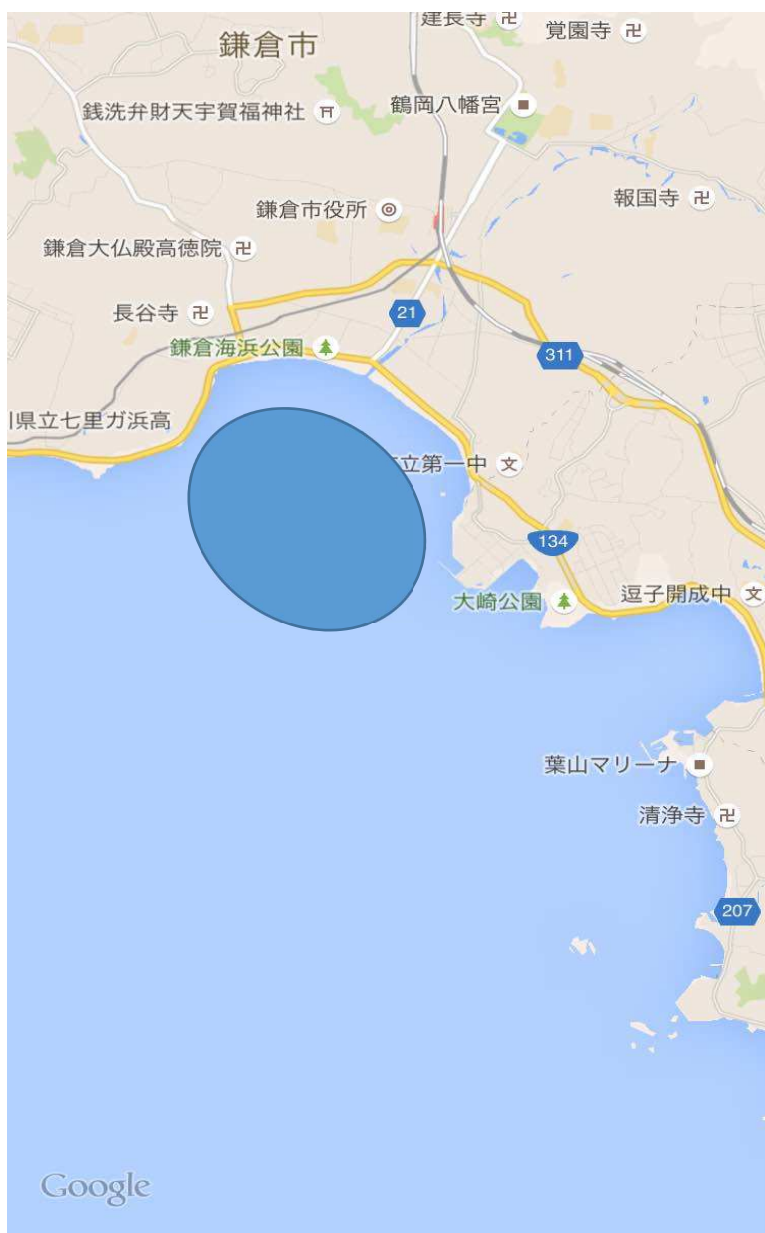 建長寺
覚園寺
鎌倉市
銭洗弁財天宇賀福神社
鶴岡八幡宮
報国寺
鎌倉市役所
鎌倉大仏殿高徳院
長谷寺
21
鎌倉海浜公園
311
県立七里ガ浜高
立第一中
134
大崎公園
逗子開成中
葉山マリーナ
清浄寺
207
Google